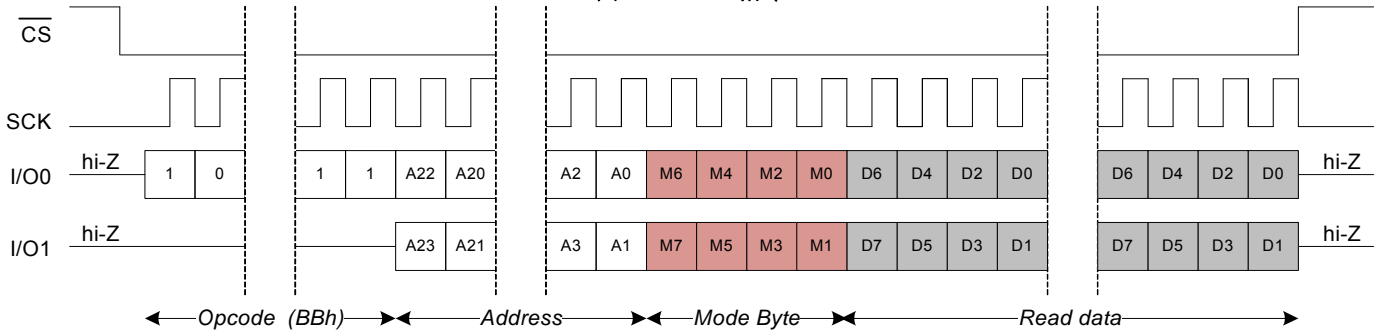 CS
SCK
I/O0 hi-Z 1 0 1 1 A22 A20 A2 A0 M6 M4 M2 M0 D6 D4 D2 D0 D6 D4 D2 D0 hi-Z
I/O1 hi-Z A23 A21 A3 A1 M7 M5 M3 M1 D7 D5 D3 D1 D7 D5 D3 D1 hi-Z
Opcode (BBh) Address Mode Byte Read data